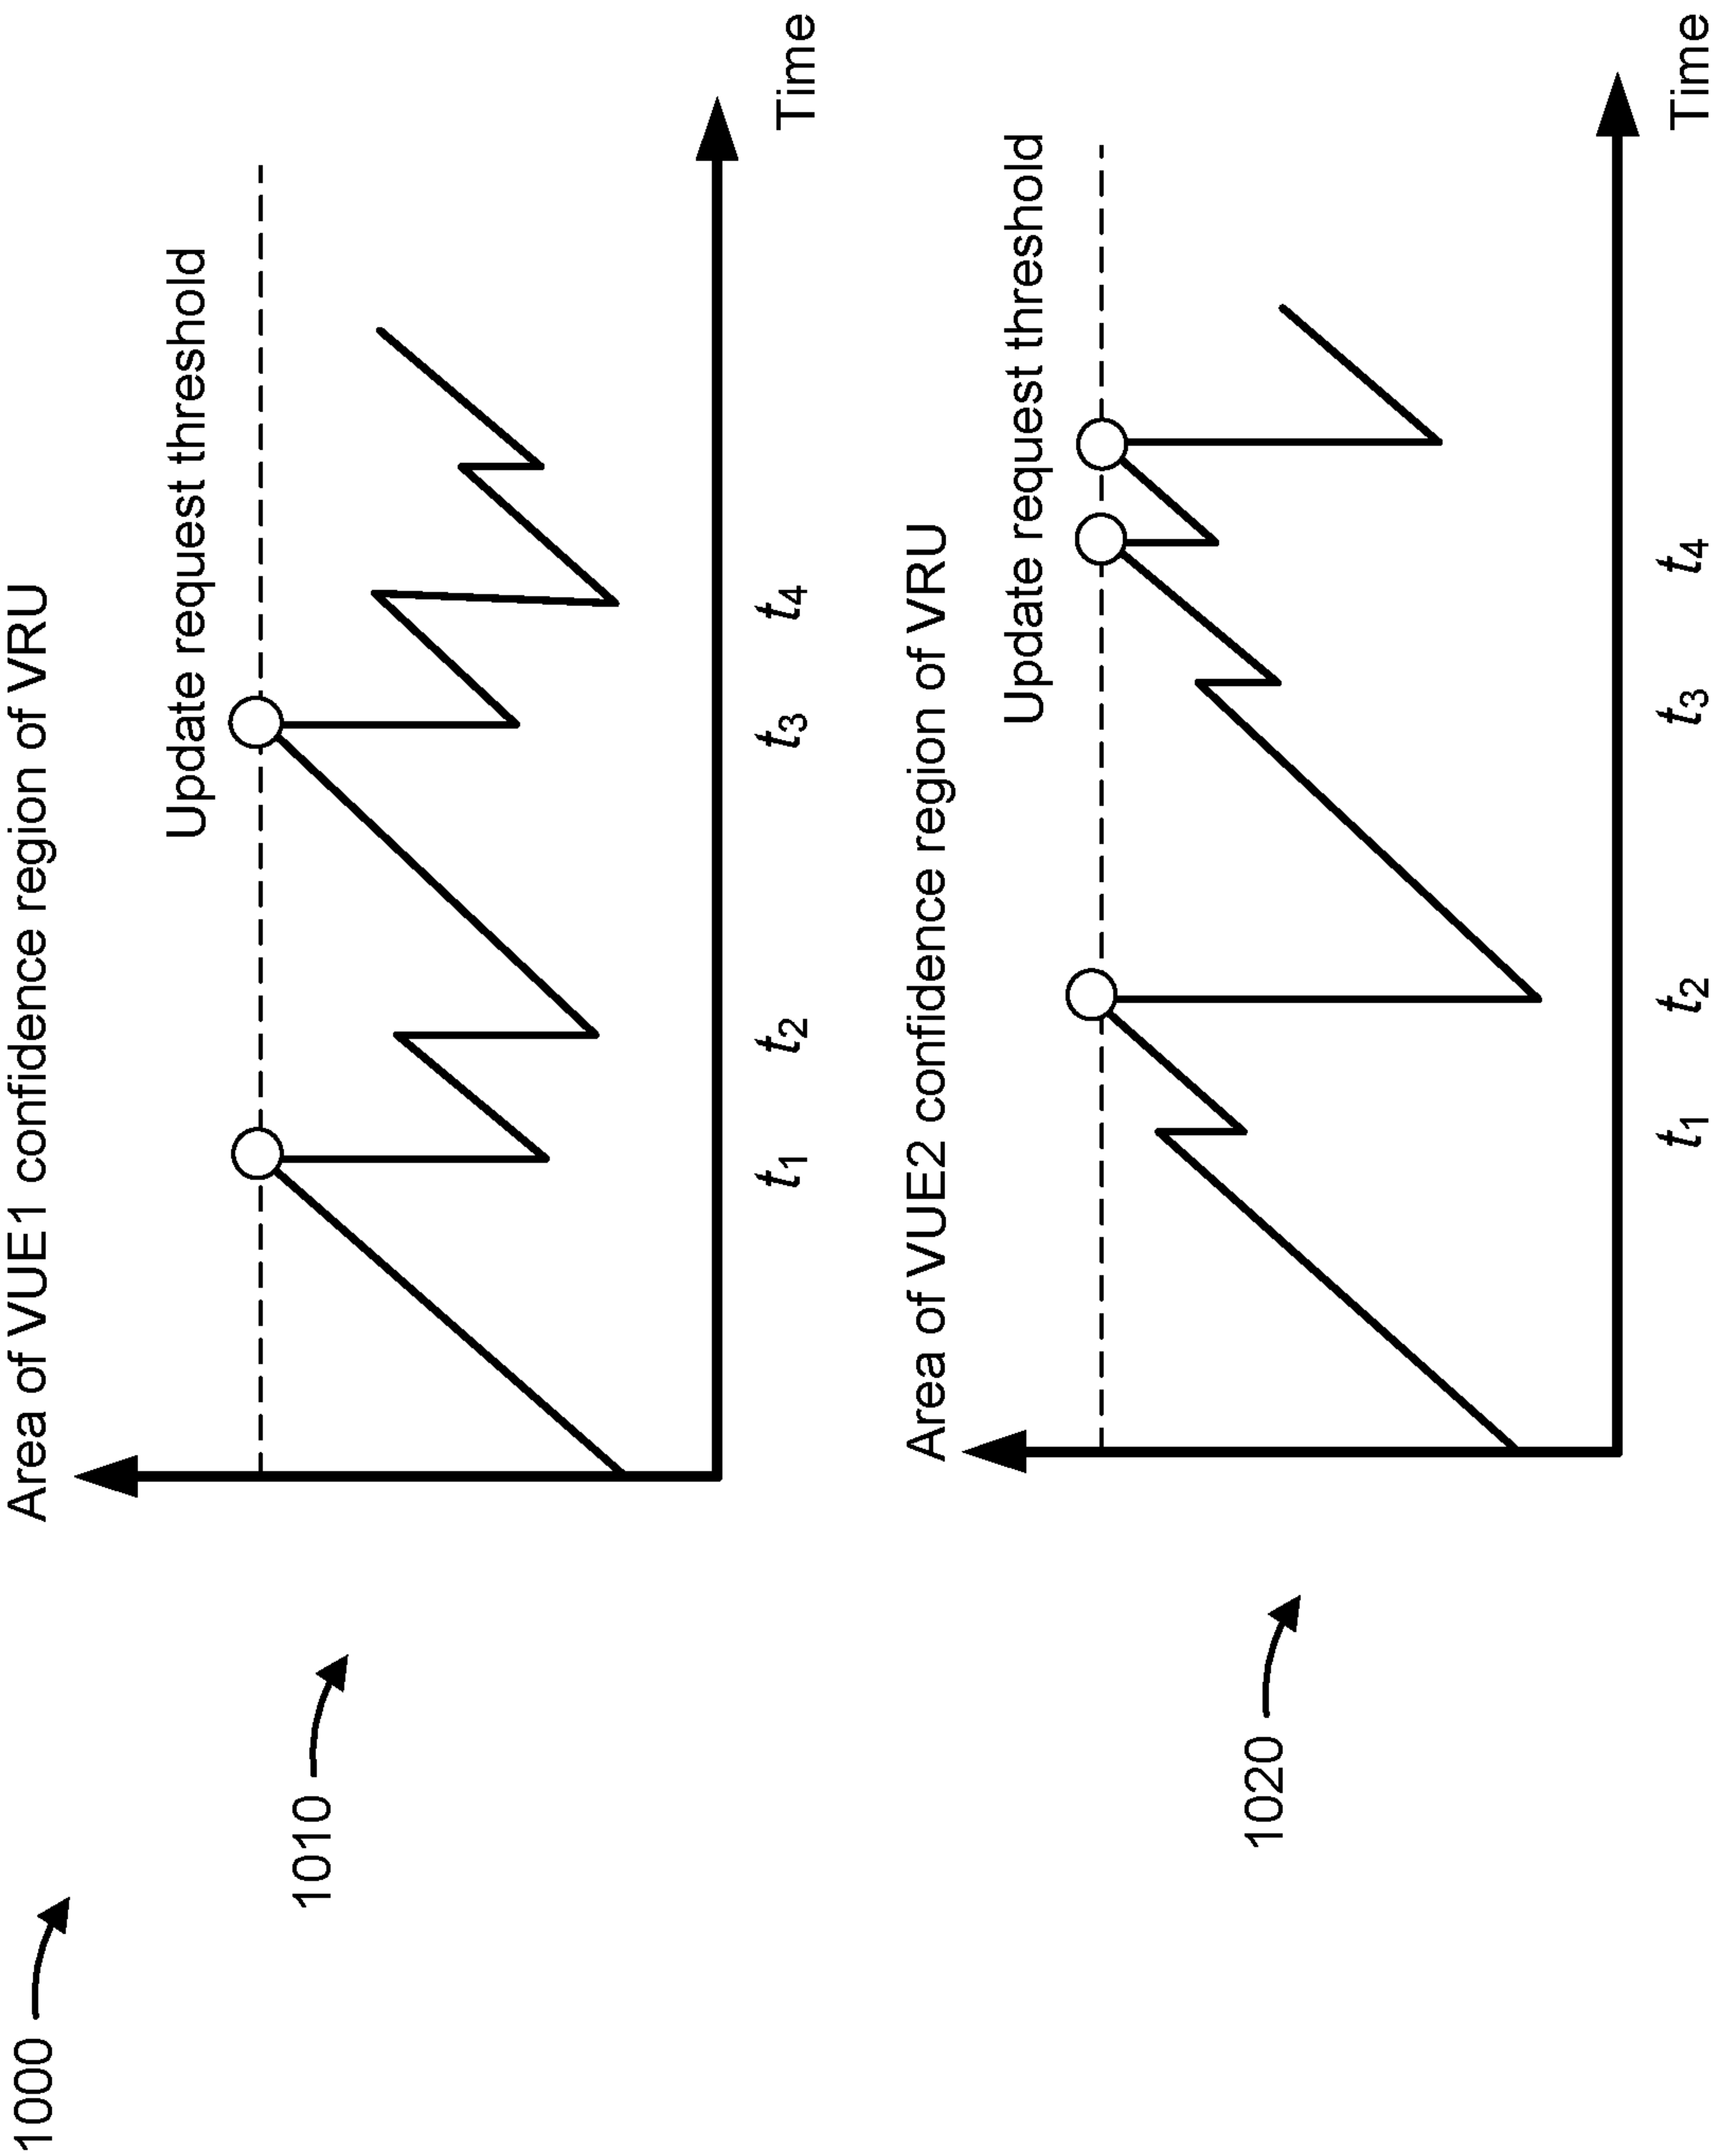 1000
Area of VUE1 confidence region of VRU
Update request threshold
1010
t1 t2 t3 t4
Time
Area of VUE2 confidence region of VRU
Update request threshold
1020
t1 t2 t3 t4
Time